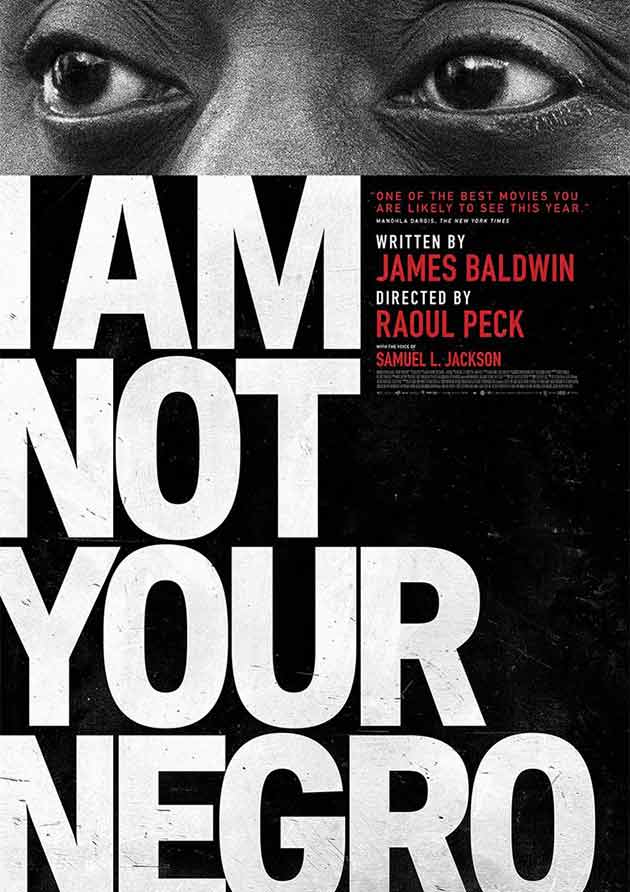 "ONE OF THE BEST MOVIES YOU
ARE LIKELY TO SEE THIS YEAR."
MANOHLA DARGIS, THE NEW YORK TIMES
WRITTEN BY
JAMES BALDWIN
DIRECTED BY
RAOUL PECK
WITH THE VOICE OF
SAMUEL L. JACKSON
I AM
NOT
YOUR
NEGRO